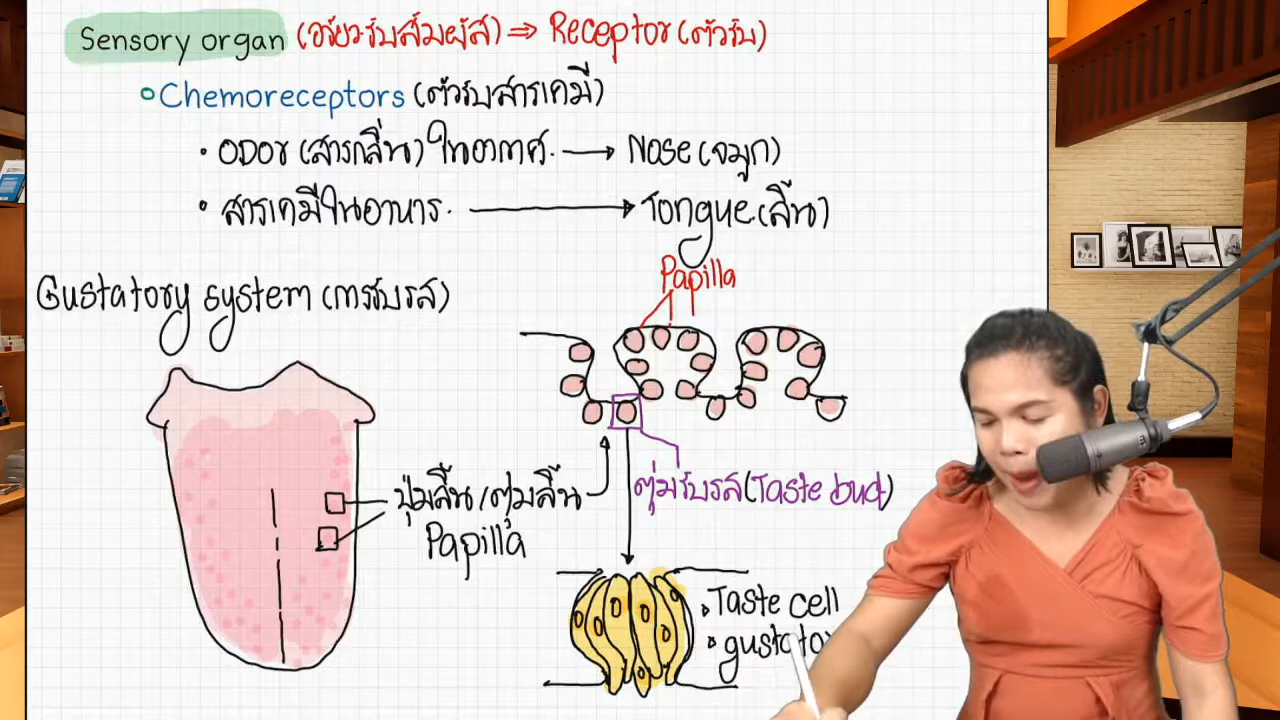 Sensory organ (อวัยวะรับสัมผัส) ⇒ Receptor (ตัวรับ)
Chemoreceptors (ตัวรับสารเคมี)
• ODOR (สารกลิ่น) ในอากาศ → Nose (จมูก)
• สารเคมีในอาหาร → Tongue (ลิ้น)
Papilla
Gustatory system (การรับรส)
ปุ่มลิ้น/ตุ่มลิ้น
Papilla
ตุ่มรับรส (Taste bud)
• Taste cell
• gustato